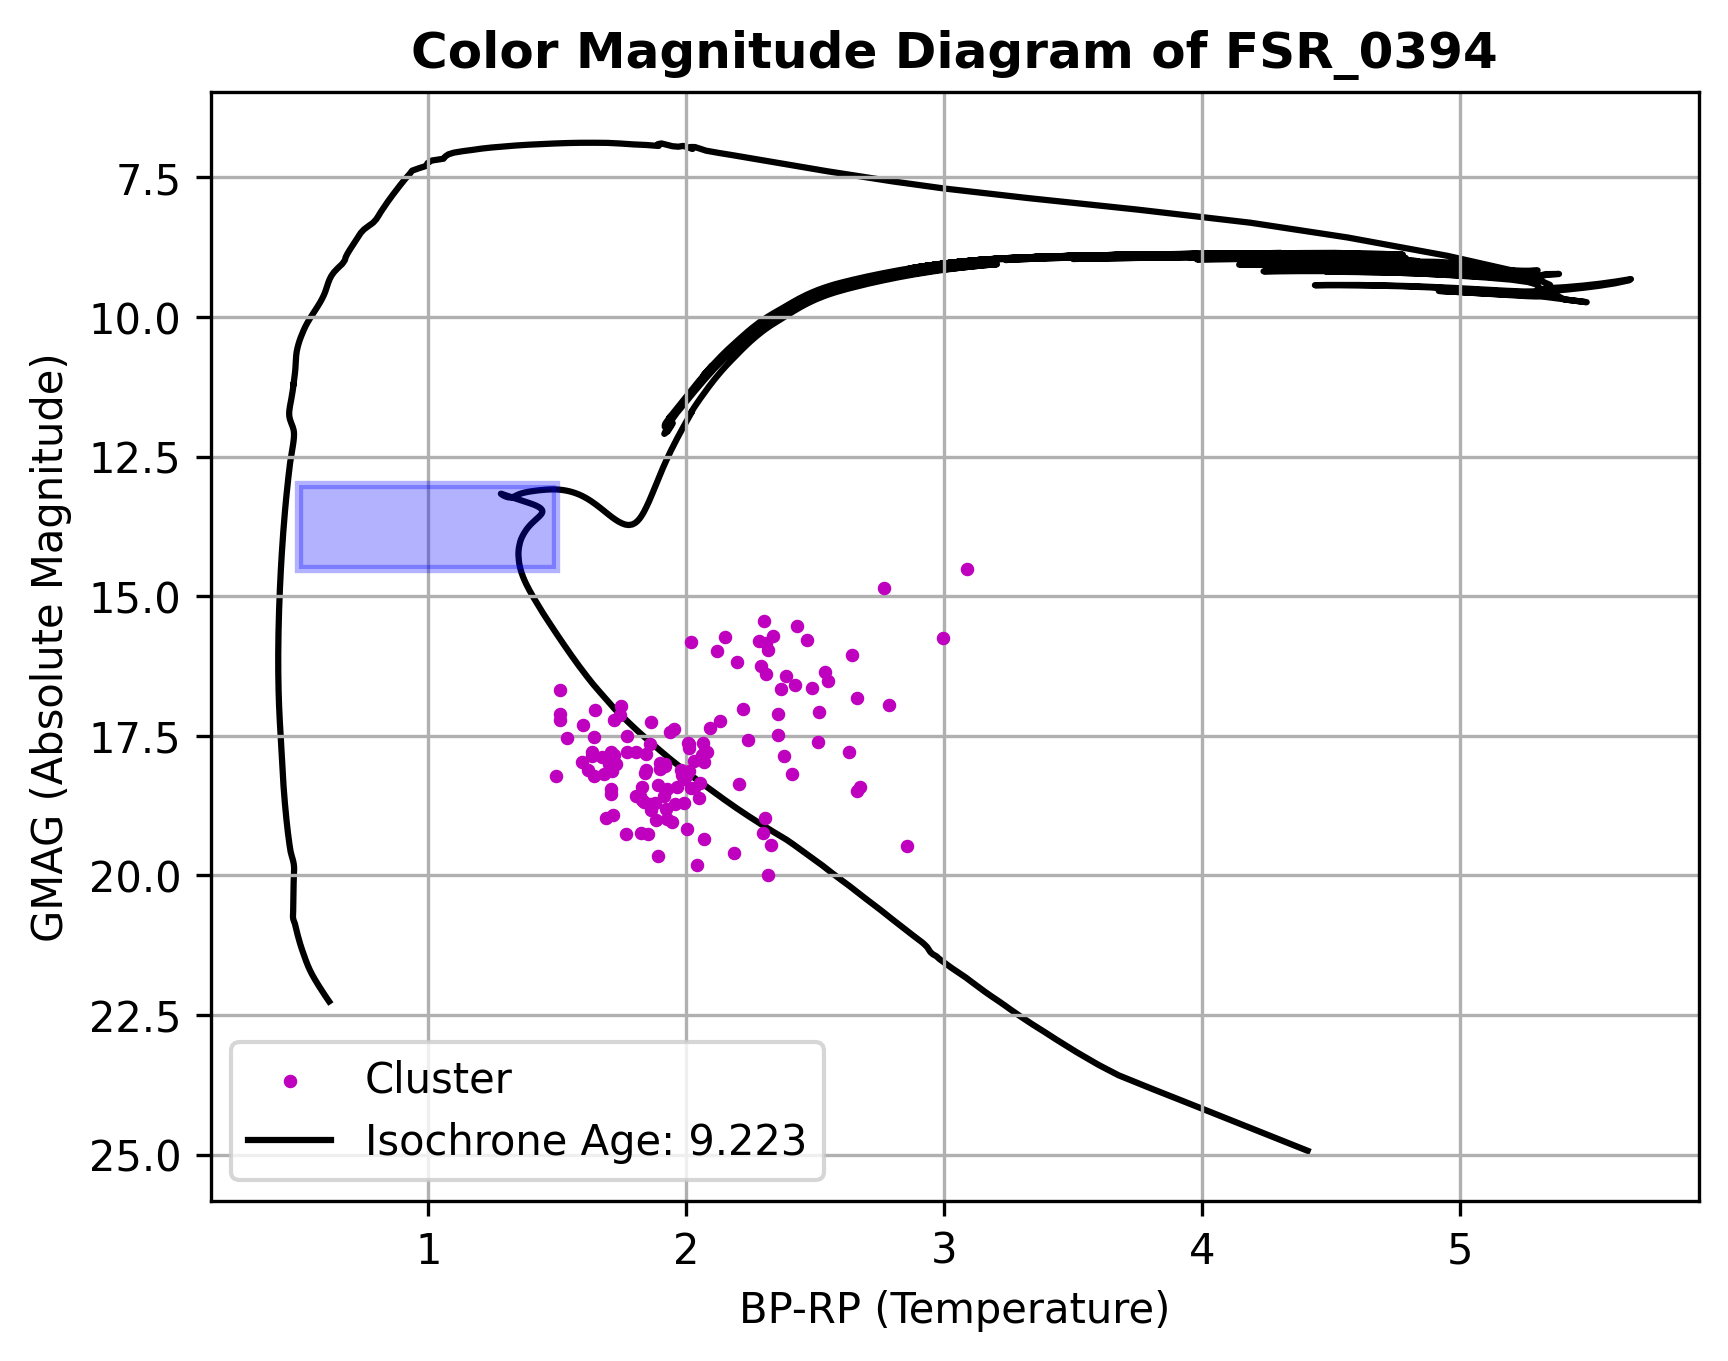 Color Magnitude Diagram of FSR_0394
GMAG (Absolute Magnitude)
7.5
10.0
12.5
15.0
17.5
20.0
22.5
25.0
Cluster
Isochrone Age: 9.223
1 2 3 4 5
BP-RP (Temperature)